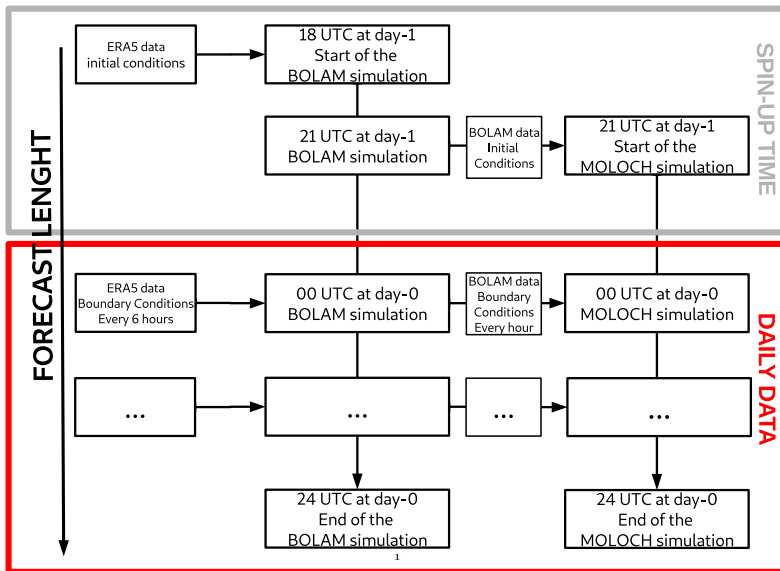 ERA5 data
initial conditions
18 UTC at day-1
Start of the
BOLAM simulation
SPIN-UP TIME
21 UTC at day-1
BOLAM simulation
BOLAM data
Initial
Conditions
21 UTC at day-1
Start of the
MOLOCH simulation
FORECAST LENGHT
ERA5 data
Boundary Conditions
Every 6 hours
00 UTC at day-0
BOLAM simulation
BOLAM data
Boundary
Conditions
Every hour
00 UTC at day-0
MOLOCH simulation
DAILY DATA
...
...
...
...
24 UTC at day-0
End of the
BOLAM simulation
24 UTC at day-0
End of the
MOLOCH simulation
1